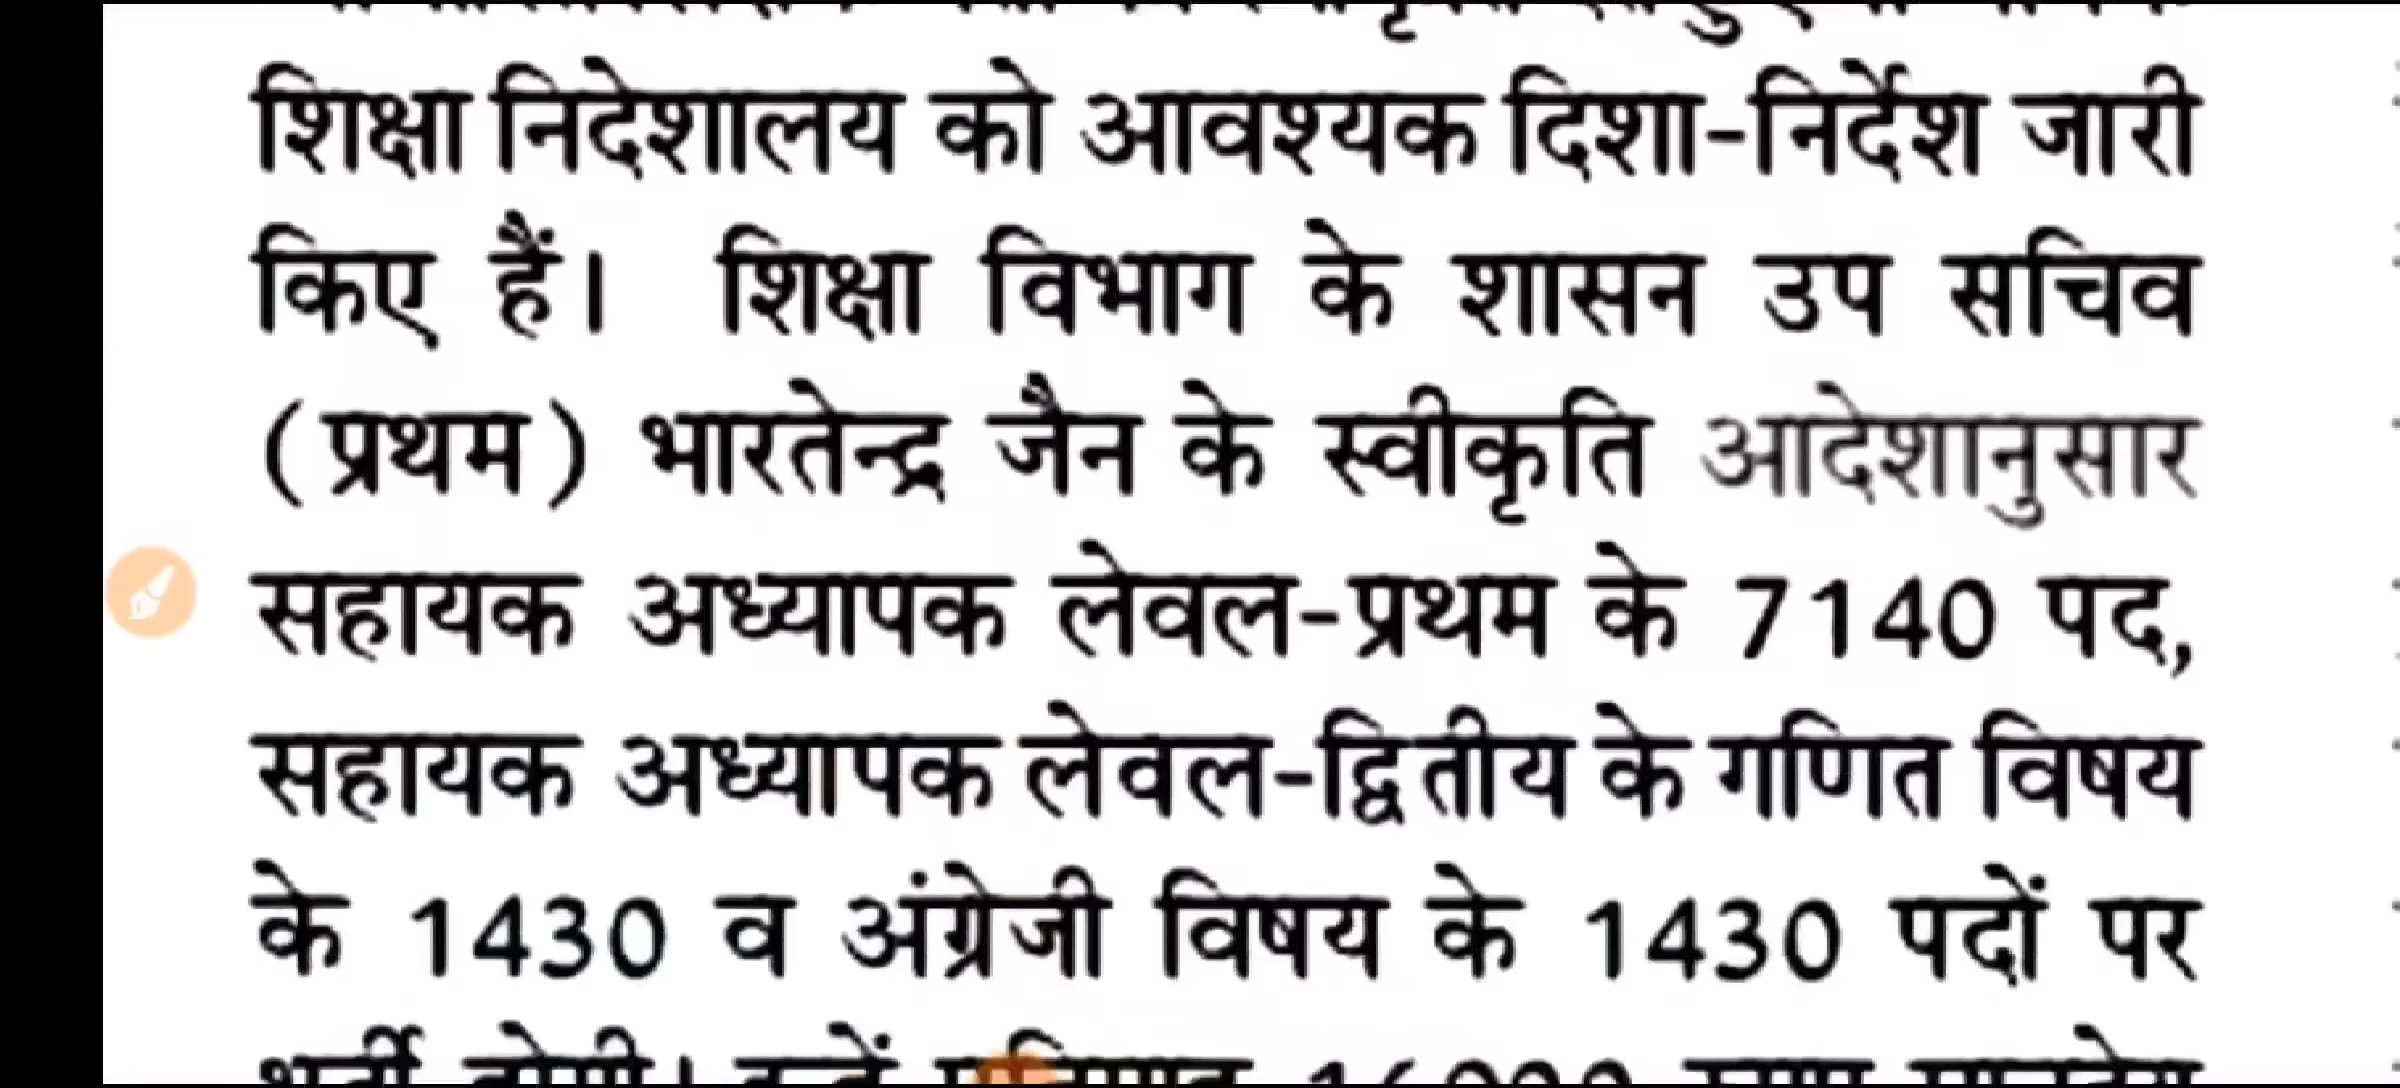 शिक्षा निदेशालय को आवश्यक दिशा-निर्देश जारी
किए हैं। शिक्षा विभाग के शासन उप सचिव
(प्रथम) भारतेन्द्र जैन के स्वीकृति आदेशानुसार
सहायक अध्यापक लेवल-प्रथम के 7140 पद,
सहायक अध्यापक लेवल-द्वितीय के गणित विषय
के 1430 व अंग्रेजी विषय के 1430 पदों पर